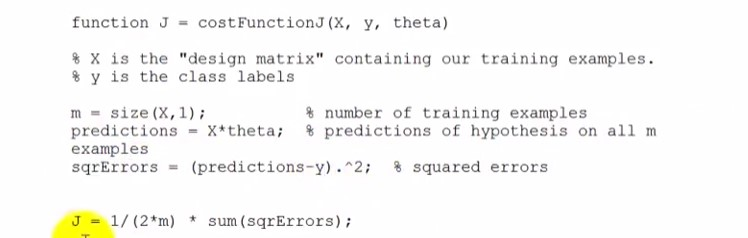 function J = costFunctionJ(X, y, theta)
% X is the "design matrix" containing our training examples.
% y is the class labels
m = size(X,1);               % number of training examples
predictions = X*theta;  % predictions of hypothesis on all m
examples
sqrErrors = (predictions-y).^2;  % squared errors
J = 1/(2*m) * sum(sqrErrors);